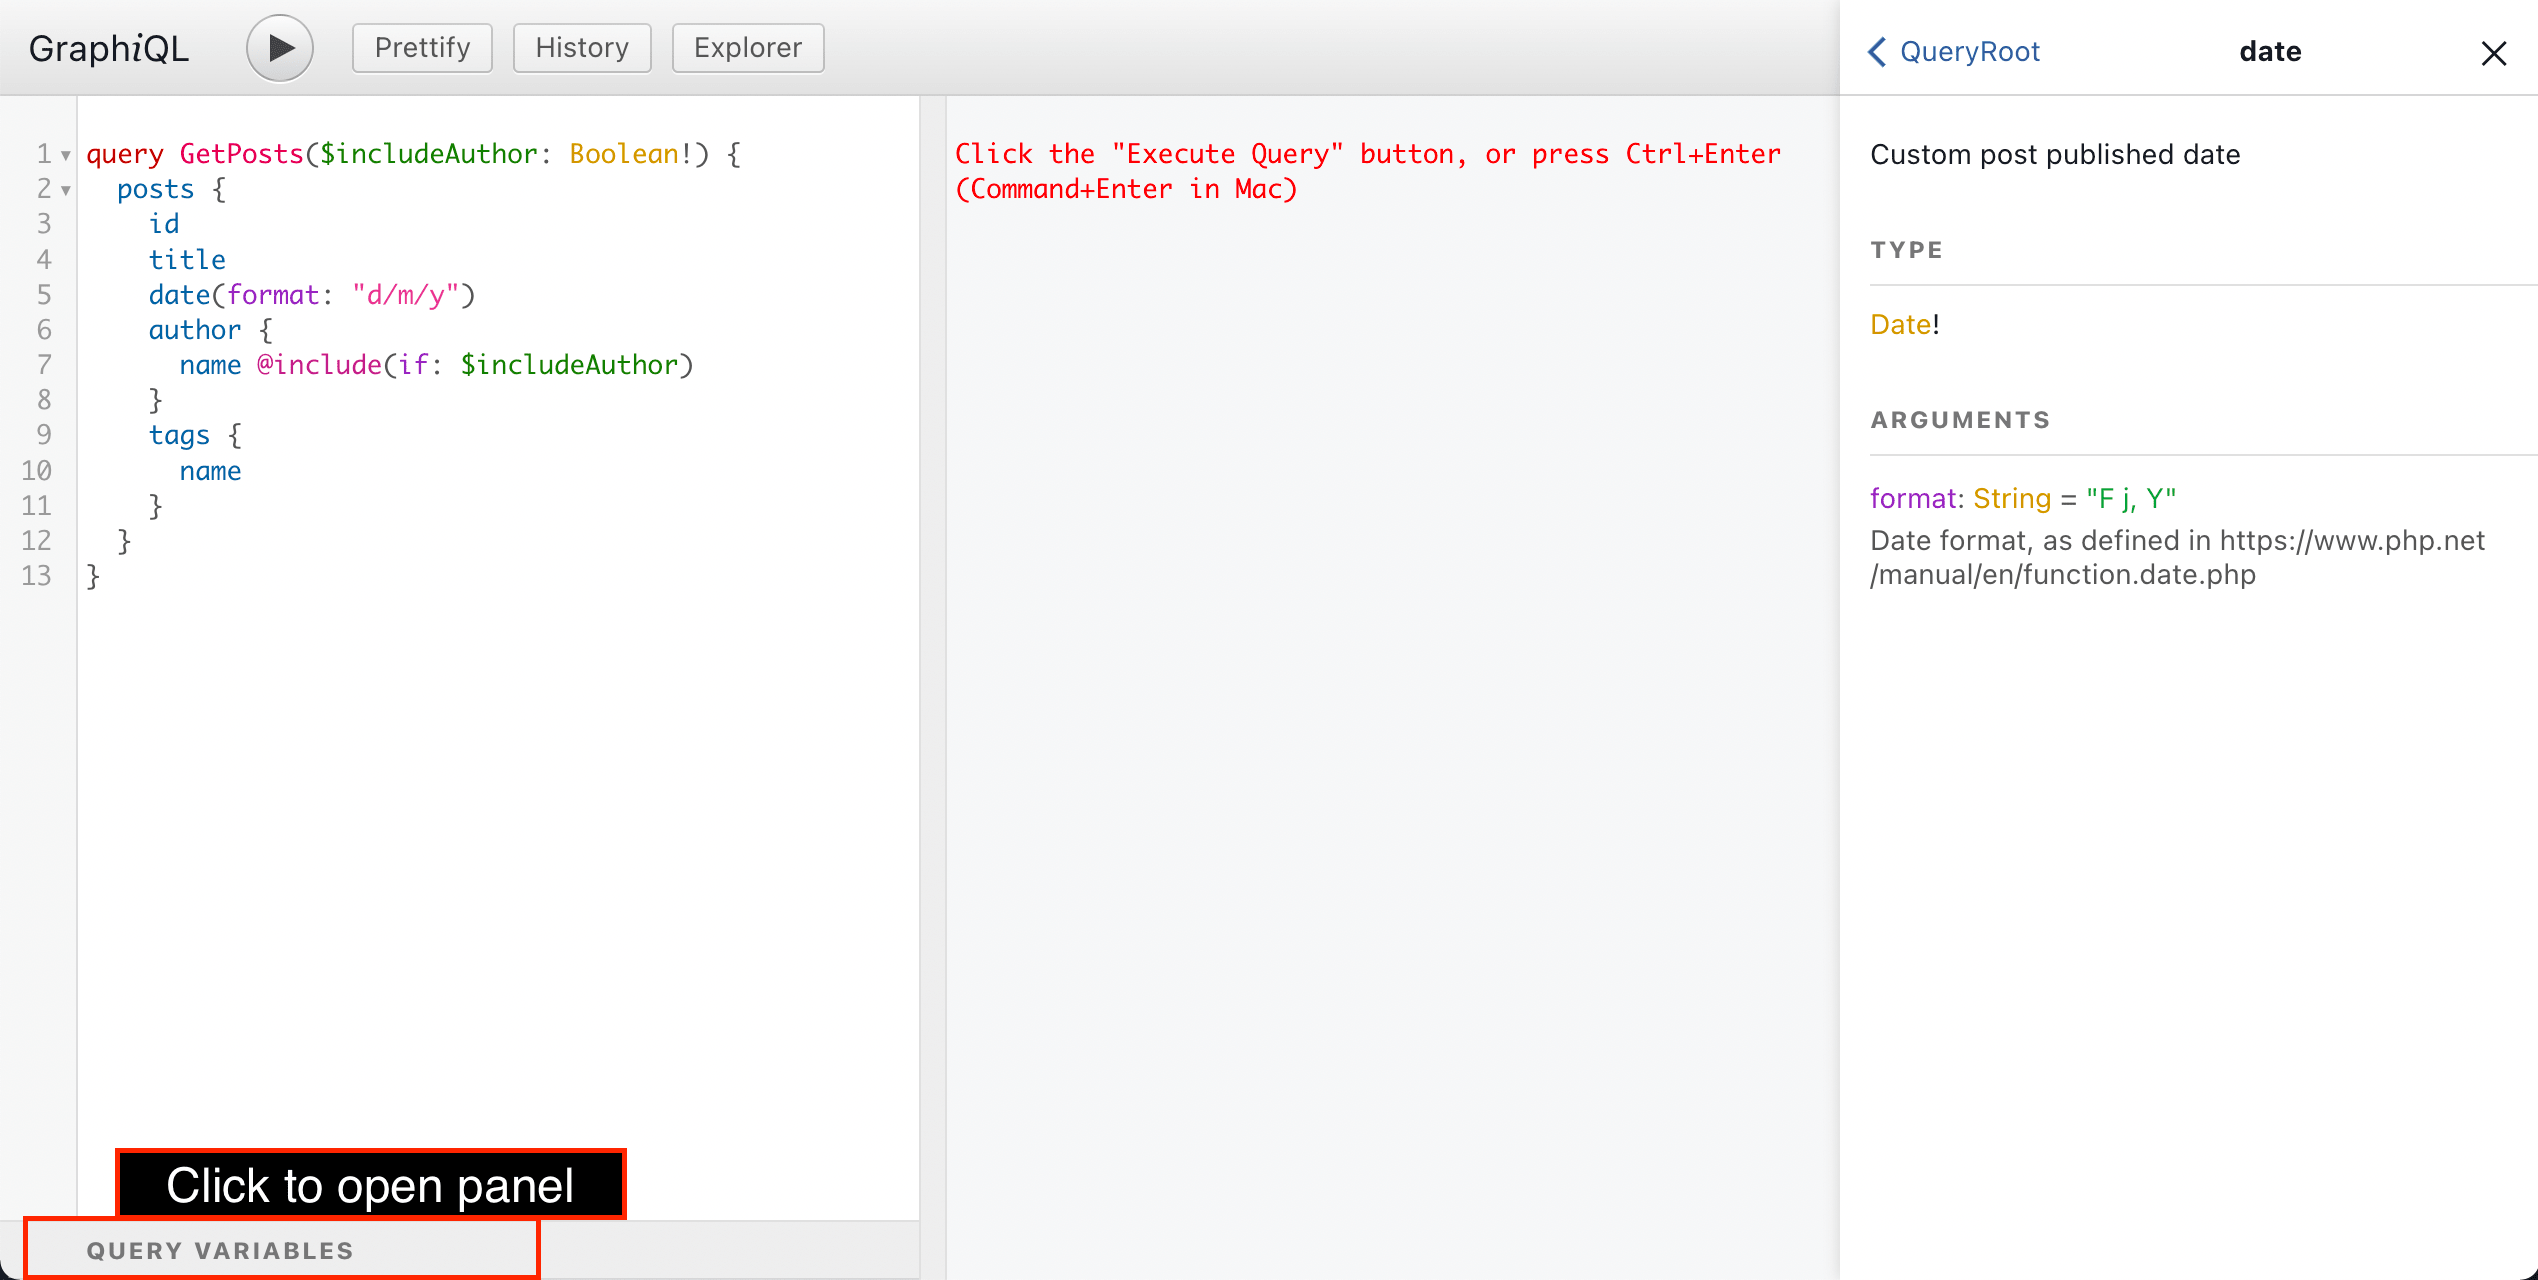 GraphiQL
Prettify
History
Explorer
1 query GetPosts($includeAuthor: Boolean!) {
2 posts {
3 id
4 title
5 date(format: "d/m/y")
6 author {
7 name @include(if: $includeAuthor)
8 }
9 tags {
10 name
11 }
12 }
13 }
Click to open panel
QUERY VARIABLES
Click the "Execute Query" button, or press Ctrl+Enter
(Command+Enter in Mac)
QueryRoot
date
Custom post published date
TYPE
Date!
ARGUMENTS
format: String = "F j, Y"
Date format, as defined in https://www.php.net
/manual/en/function.date.php